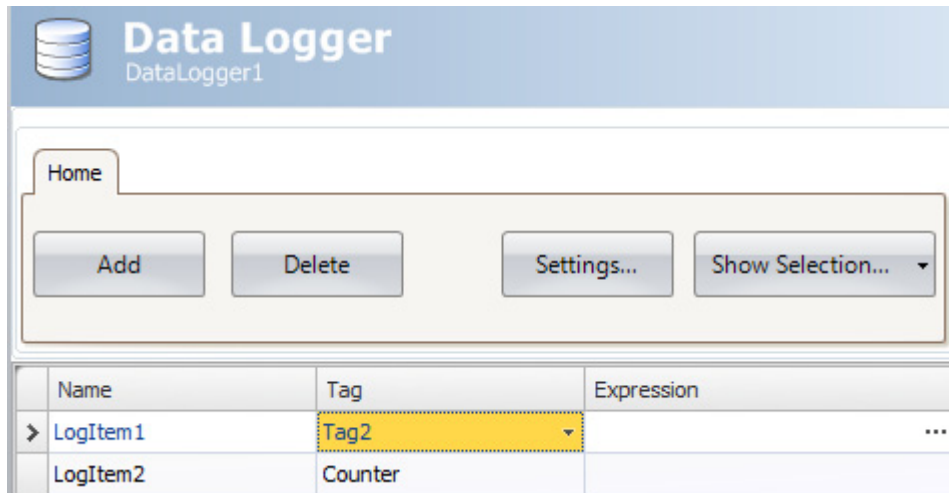 Data Logger
DataLogger1
Home
Add Delete Settings... Show Selection...
Name Tag Expression
LogItem1 Tag2 ...
LogItem2 Counter